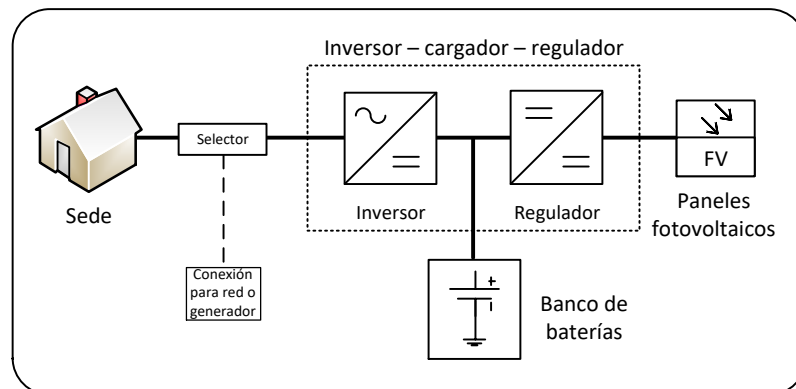 Inversor – cargador – regulador
Selector
FV
Sede
Inversor
Regulador
Paneles
fotovoltaicos
Conexión
para red o
generador
Banco de
baterías